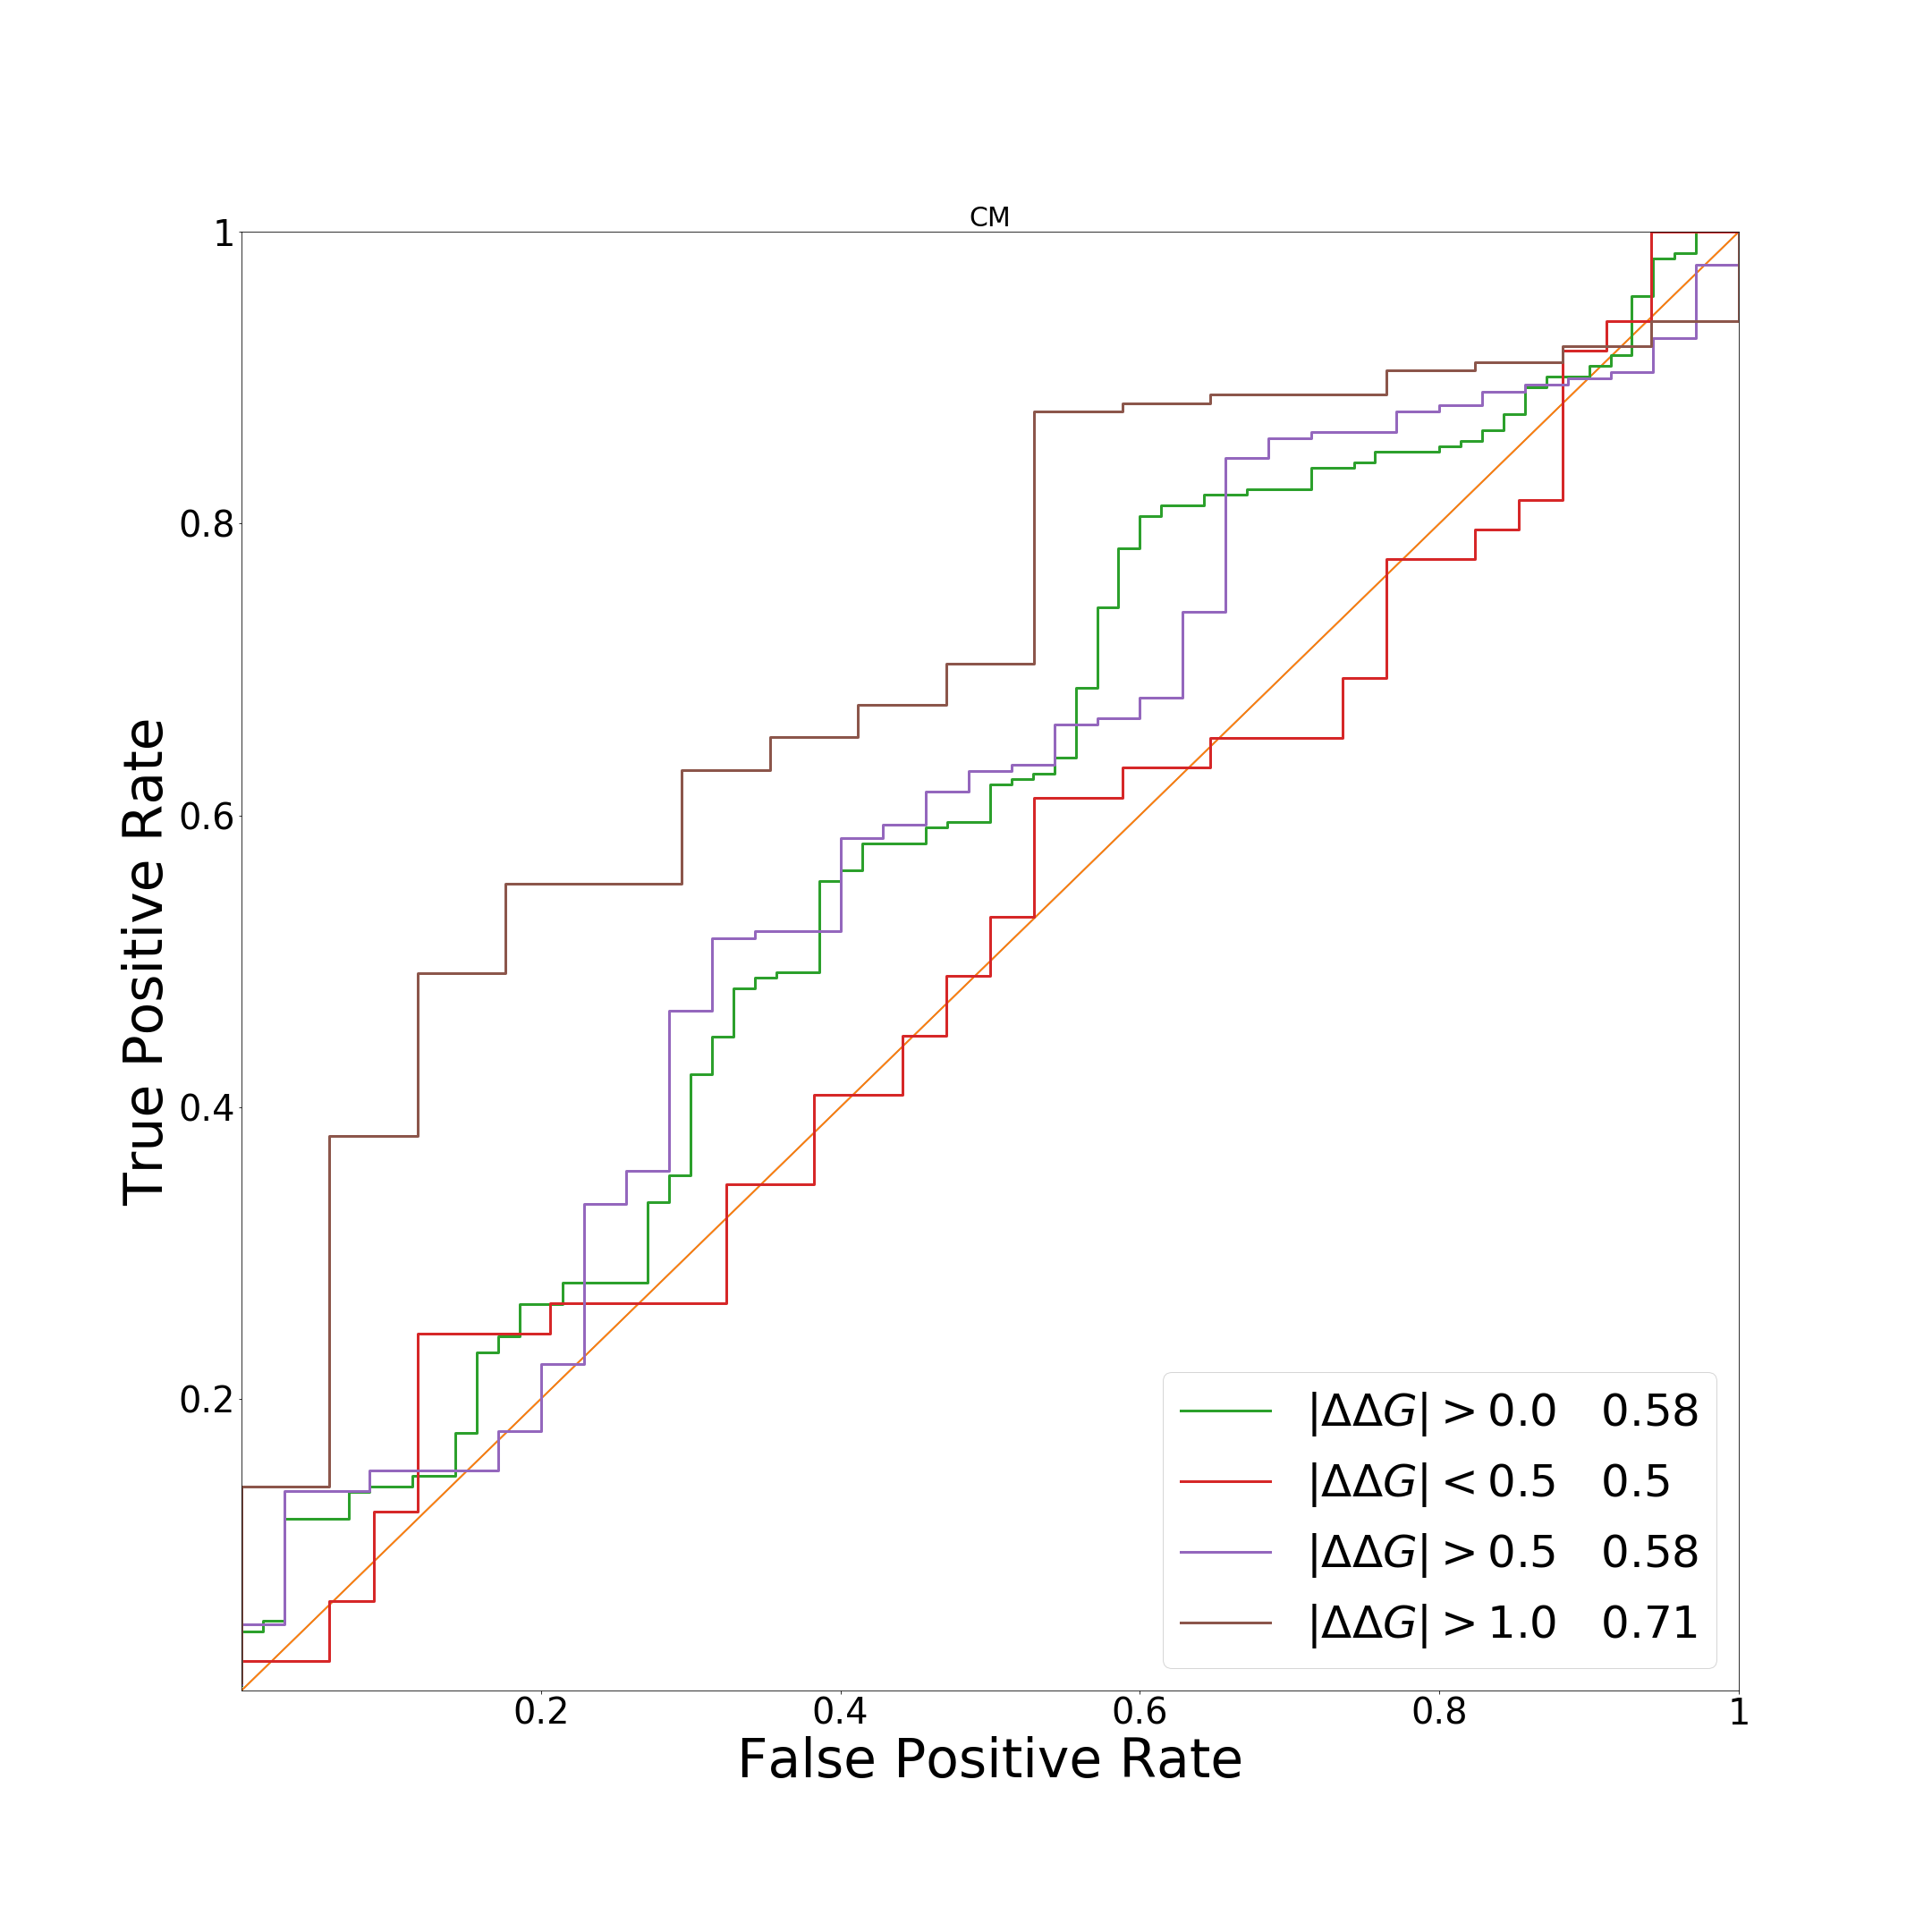 CM
1
0.8
0.6
0.4
0.2
True Positive Rate
0.2 0.4 0.6 0.8 1
False Positive Rate
|ΔΔG| > 0.0 0.58
|ΔΔG| < 0.5 0.5
|ΔΔG| > 0.5 0.58
|ΔΔG| > 1.0 0.71